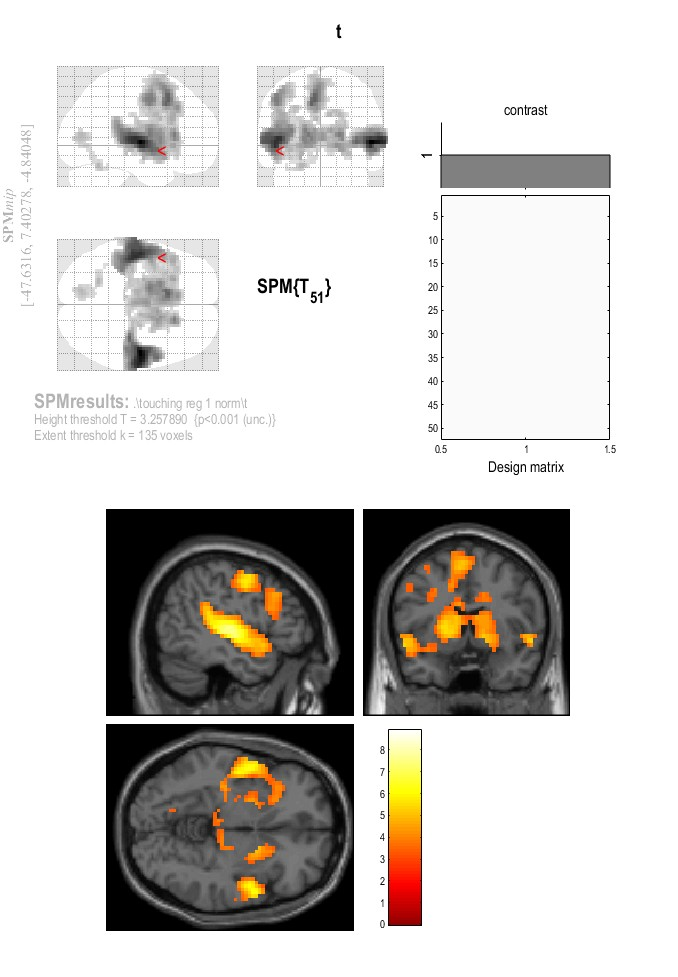 t
SPMmip
[-47.6316, 7.40278, -4.84048]
<
<
<
SPM{T51}
SPMresults: .\touching reg 1 norm\t
Height threshold T = 3.257890  {p<0.001 (unc.)}
Extent threshold k = 135 voxels
contrast
1
5
10
15
20
25
30
35
40
45
50
0.5
1
1.5
Design matrix
8
7
6
5
4
3
2
1
0